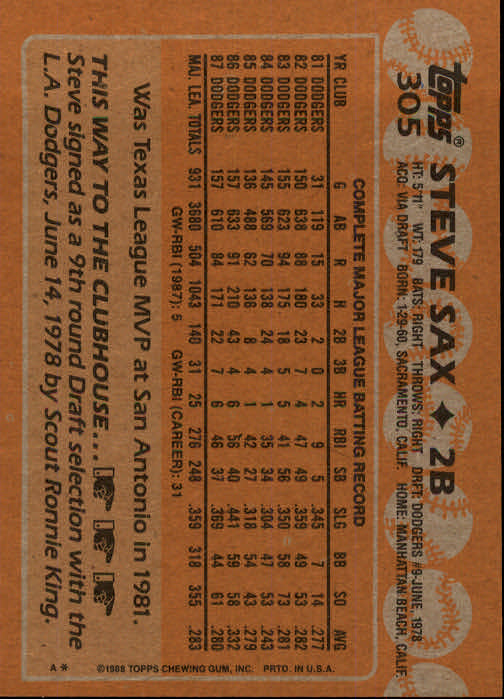 topps®
305
STEVE SAX ♦ 2B
HT: 5'11" WT: 179 BATS: RIGHT THROWS: RIGHT DRFT: DODGERS #9-JUNE, 1978
ACQ: VIA DRAFT BORN: 1-29-60, SACRAMENTO, CALIF. HOME: MANHATTAN BEACH, CALIF.
COMPLETE MAJOR LEAGUE BATTING RECORD
YR CLUB G AB R H 2B 3B HR RBI SB SLG BB SO AVG
81 DODGERS 31 119 15 33 2 0 2 9 5 .345 7 14 .277
82 DODGERS 150 638 88 180 23 7 4 47 49 .359 49 53 .282
83 DODGERS 155 623 94 175 18 5 5 41 56 .350 58 73 .281
84 DODGERS 145 569 70 138 24 4 1 35 34 .304 47 53 .243
85 DODGERS 136 488 62 136 8 4 1 42 27 .318 54 43 .279
86 DODGERS 157 633 91 210 43 4 6 56 40 .441 59 58 .332
87 DODGERS 157 610 84 171 22 7 6 46 37 .369 44 61 .280
MAJ. LEA. TOTALS 931 3680 504 1043 140 31 25 276 248 .359 318 355 .283
GW-RBI (1987): 5 GW-RBI (CAREER): 31
Was Texas League MVP at San Antonio in 1981.
THIS WAY TO THE CLUBHOUSE...
Steve signed as a 9th round Draft selection with the
L.A. Dodgers, June 14, 1978 by Scout Ronnie King.
A* ©1988 TOPPS CHEWING GUM, INC. PRTD. IN U.S.A.